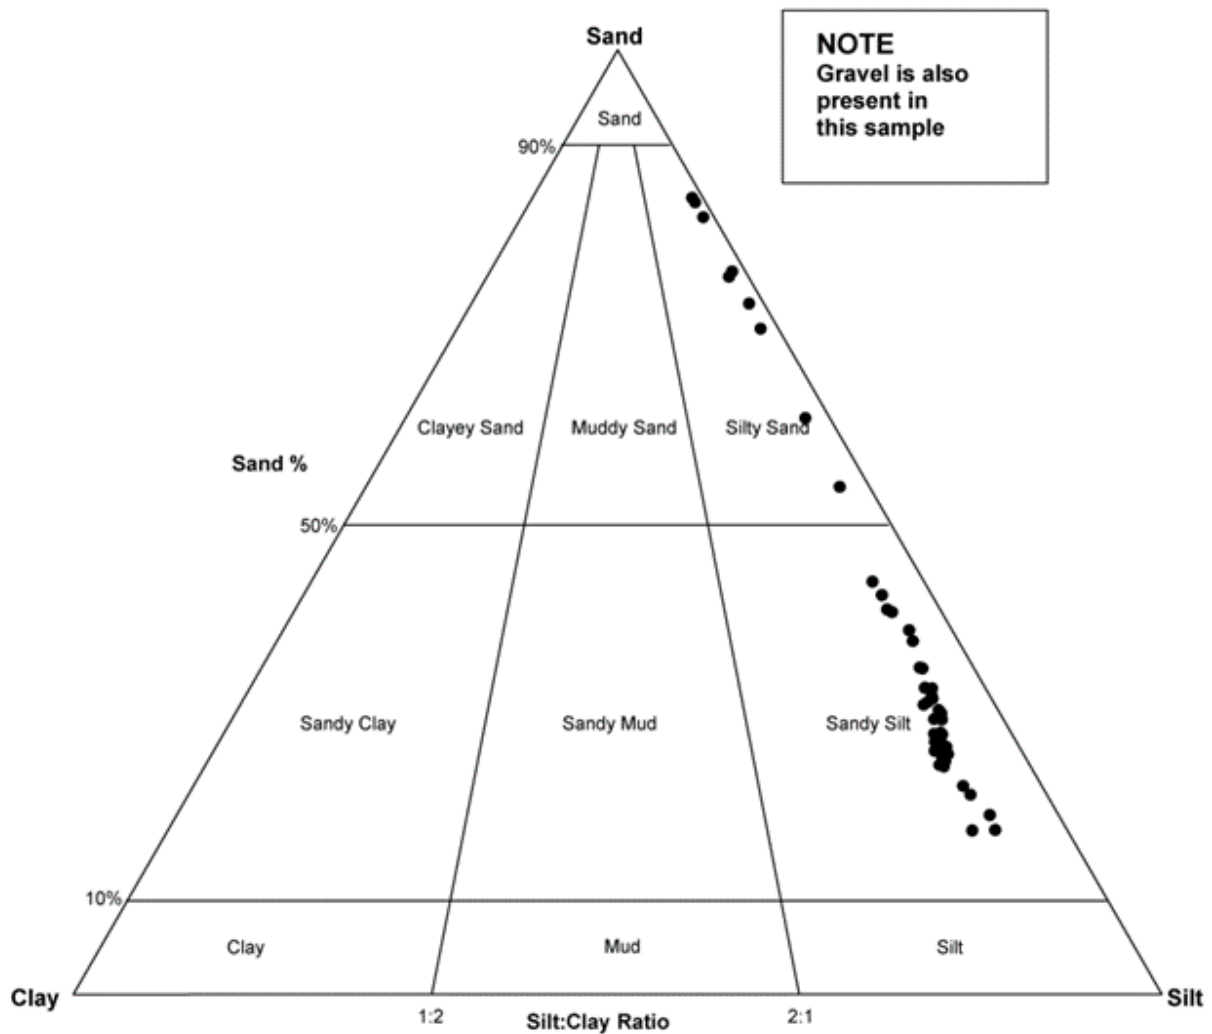 Sand
NOTE
Gravel is also
present in
this sample
Sand
90%
Clayey Sand
Muddy Sand
Silty Sand
Sand %
50%
Sandy Clay
Sandy Mud
Sandy Silt
10%
Clay
Mud
Silt
Clay
Silt
1:2
2:1
Silt:Clay Ratio